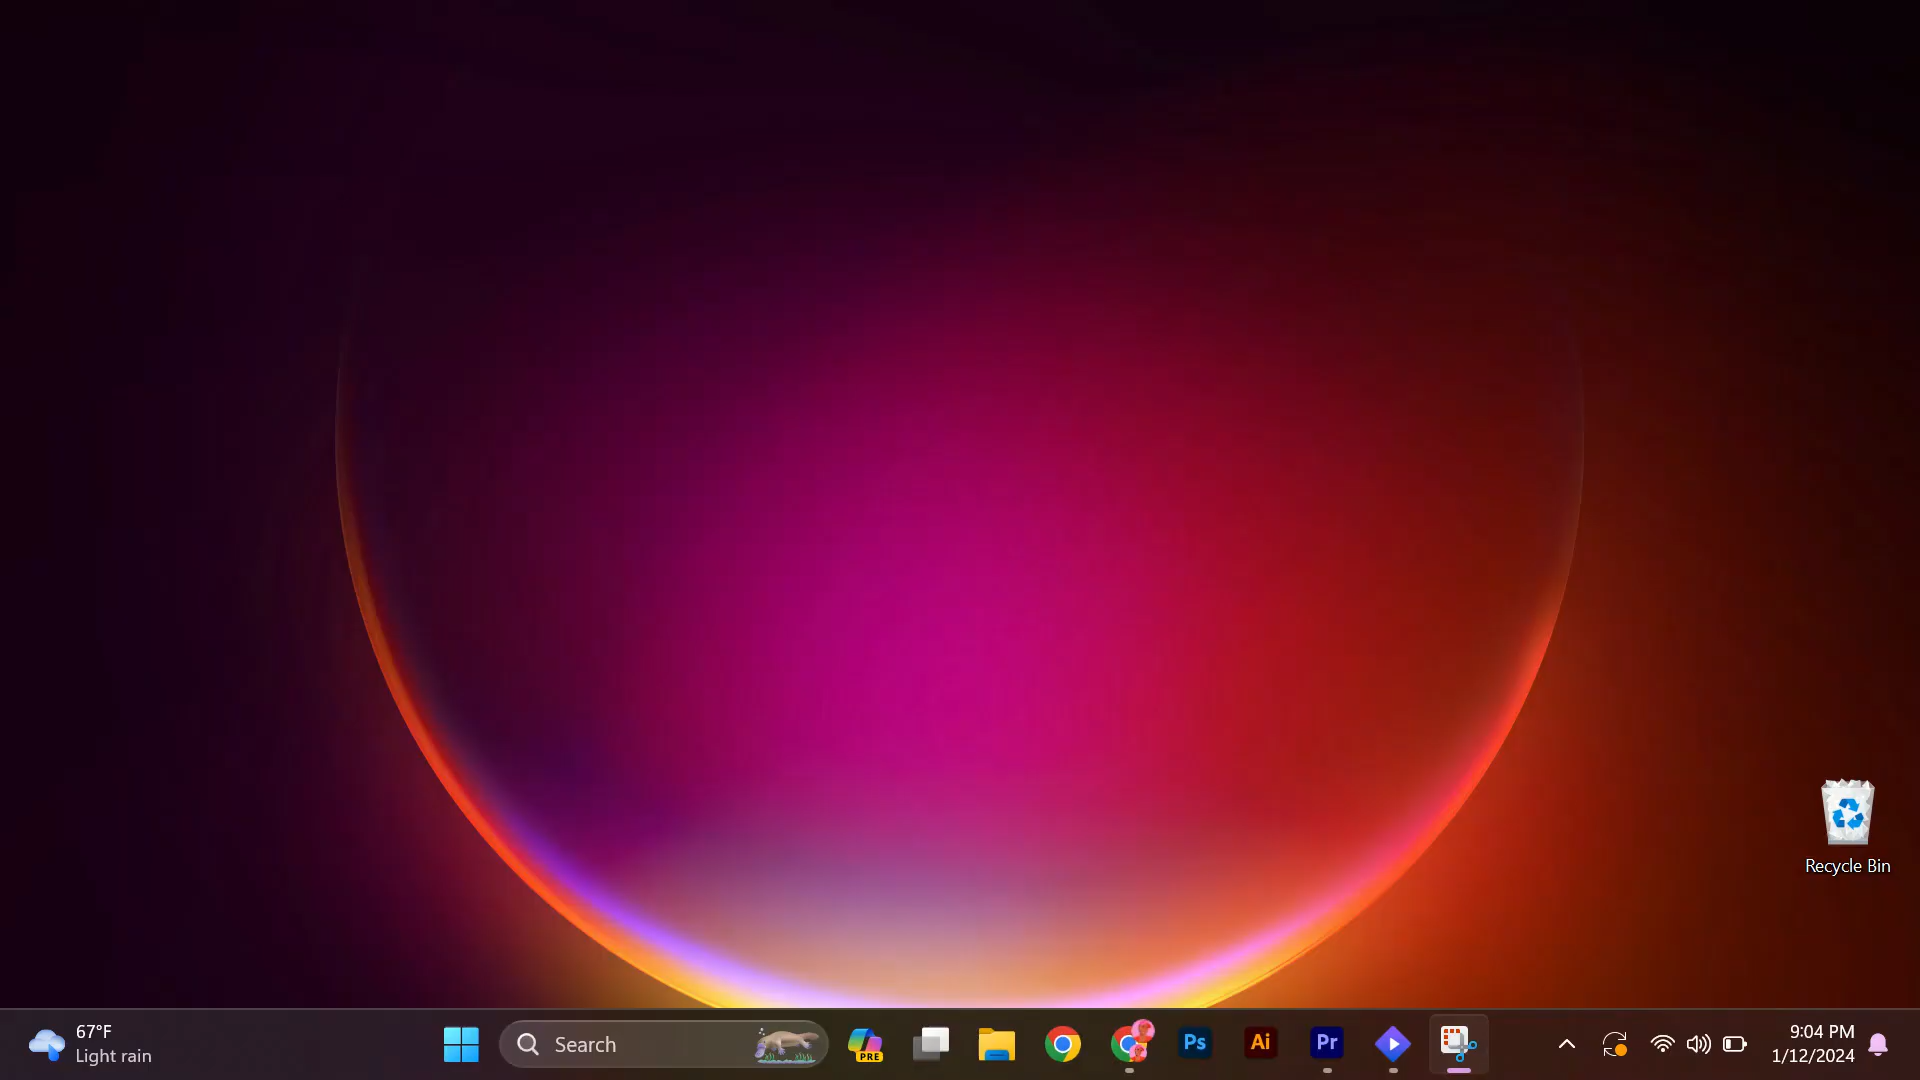 Recycle Bin
67°F
Light rain
Search
PRE
Ps
Ai
Pr
9:04 PM
1/12/2024